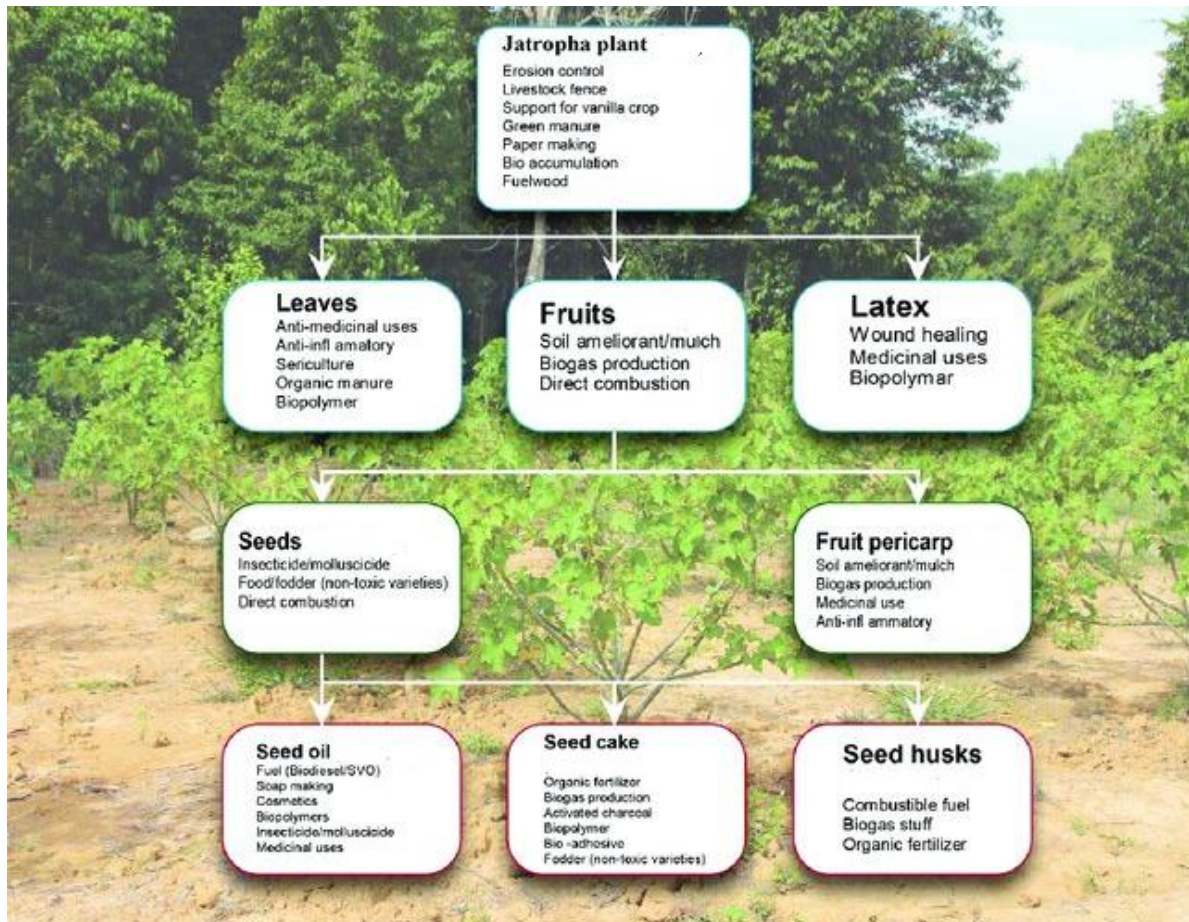 Jatropha plant
Erosion control
Livestock fence
Support for vanilla crop
Green manure
Paper making
Bio accumulation
Fuelwood
Leaves
Anti-medicinal uses
Anti-infl amatory
Sericulture
Organic manure
Biopolymer
Fruits
Soil ameliorant/mulch
Biogas production
Direct combustion
Latex
Wound healing
Medicinal uses
Biopolymar
Seeds
Insecticide/molluscicide
Food/fodder (non-toxic varieties)
Direct combustion
Fruit pericarp
Soil ameliorant/mulch
Biogas production
Medicinal use
Anti-infl ammatory
Seed oil
Fuel (Biodiesel/SVO)
Soap making
Cosmetics
Biopolymers
Insecticide/molluscicide
Medicinal uses
Seed cake
Organic fertilizer
Biogas production
Activated charcoal
Biopolymer
Bio -adhesive
Fodder (non-toxic varieties)
Seed husks
Combustible fuel
Biogas stuff
Organic fertilizer